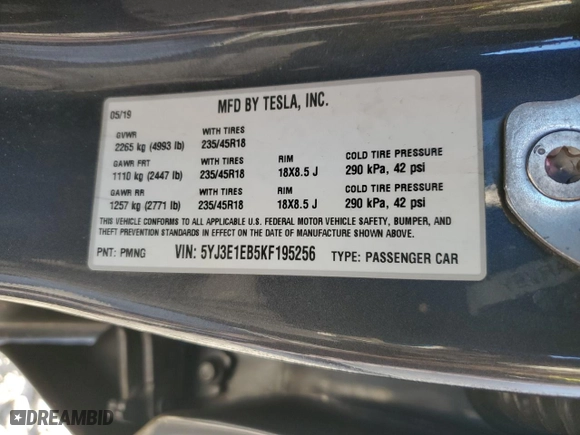 MFD BY TESLA, INC.
05/19
GVWR WITH TIRES
2265 kg (4993 lb) 235/45R18
GAWR FRT WITH TIRES RIM COLD TIRE PRESSURE
1110 kg (2447 lb) 235/45R18 18X8.5 J 290 kPa, 42 psi
GAWR RR WITH TIRES RIM COLD TIRE PRESSURE
1257 kg (2771 lb) 235/45R18 18X8.5 J 290 kPa, 42 psi
THIS VEHICLE CONFORMS TO ALL APPLICABLE U.S. FEDERAL MOTOR VEHICLE SAFETY, BUMPER, AND
THEFT PREVENTION STANDARDS IN EFFECT ON THE DATE OF MANUFACTURE SHOWN ABOVE.
PNT: PMNG VIN: 5YJ3E1EB5KF195256 TYPE: PASSENGER CAR
DREAMBID